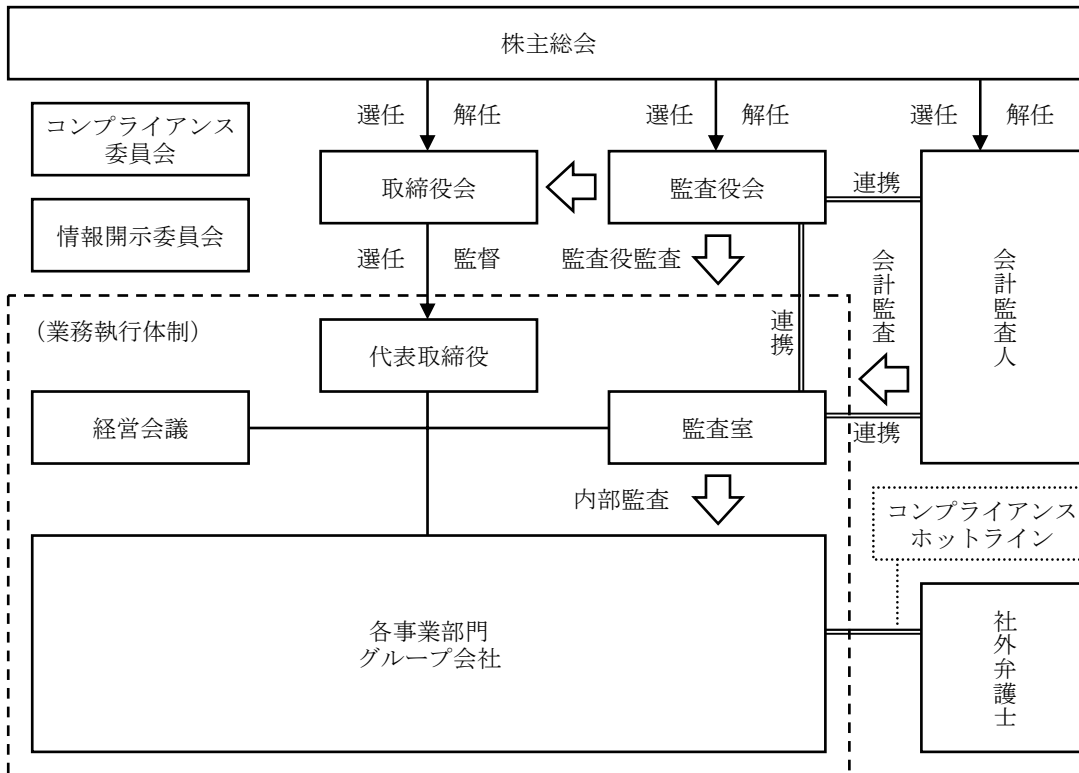 株主総会
選任 解任
選任 解任
選任 解任
コンプライアンス
委員会
取締役会
監査役会
連携
情報開示委員会
選任 監督
監査役監査
会計監査
会計監査人
（業務執行体制）
代表取締役
連携
経営会議
監査室
連携
内部監査
コンプライアンス
ホットライン
各事業部門
グループ会社
社外弁護士